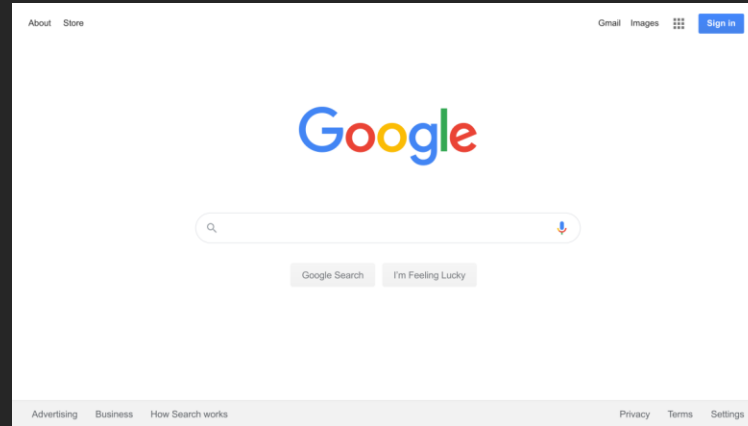 About Store Gmail Images Sign in
Google
Google Search I'm Feeling Lucky
Advertising Business How Search works Privacy Terms Settings